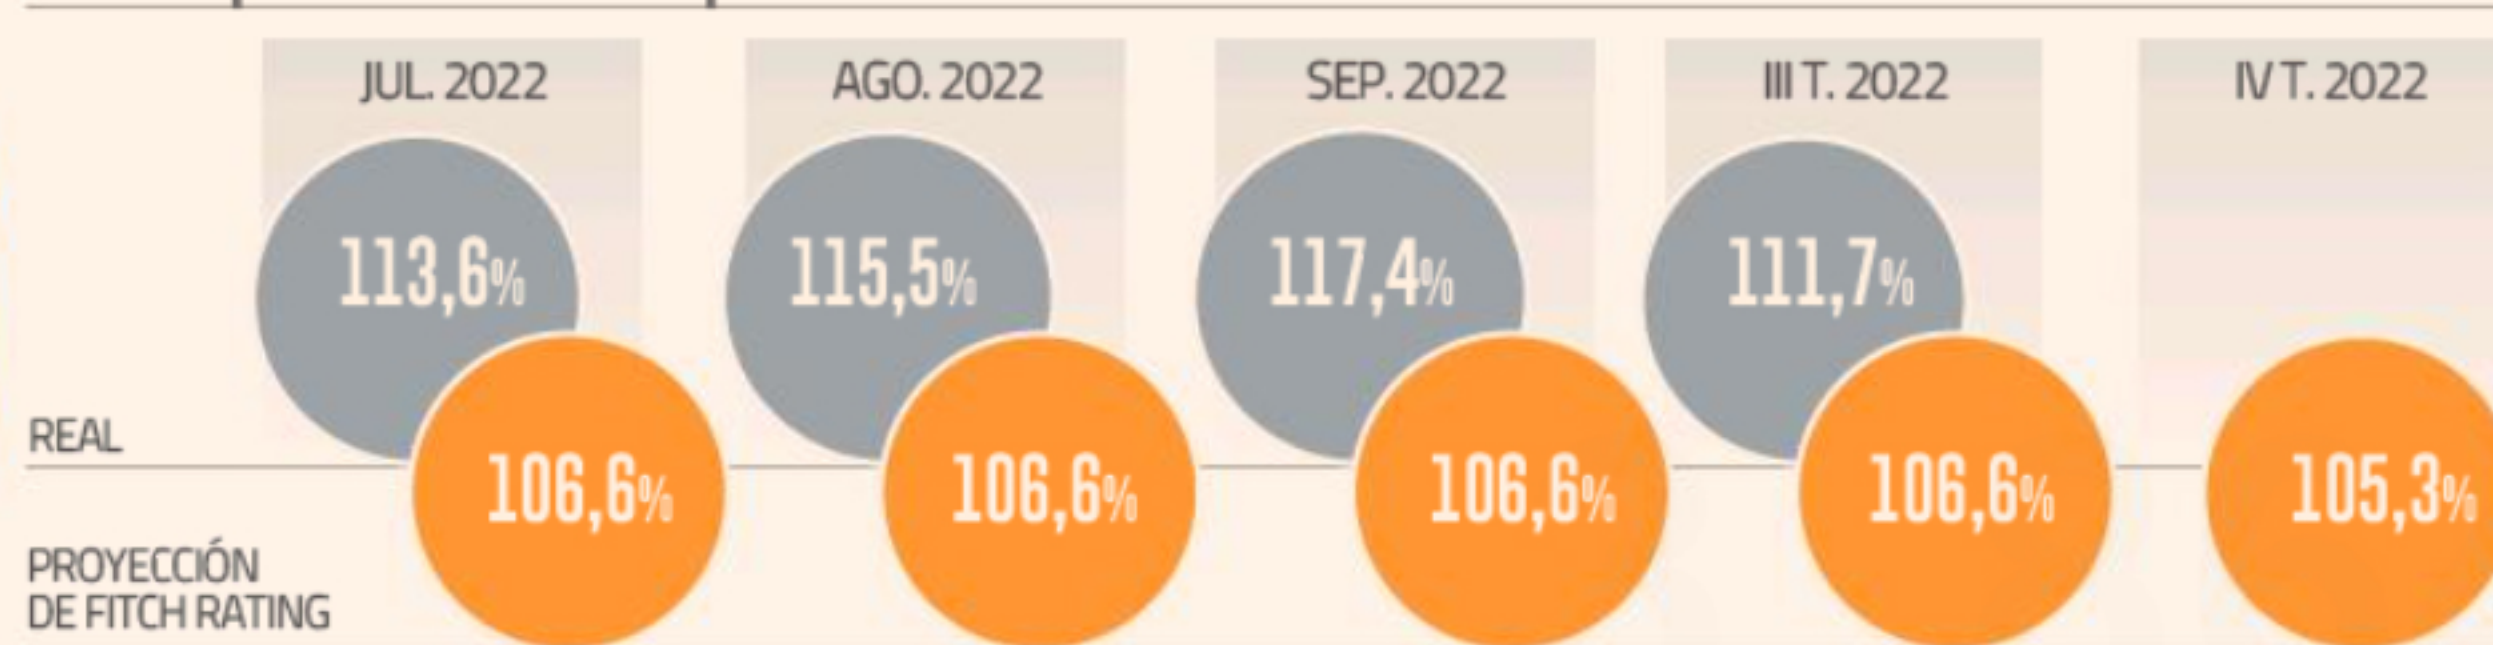 JUL. 2022 AGO. 2022 SEP. 2022 III T. 2022 IV T. 2022
113,6% 115,5% 117,4% 111,7%
REAL
106,6% 106,6% 106,6% 106,6% 105,3%
PROYECCIÓN
DE FITCH RATING